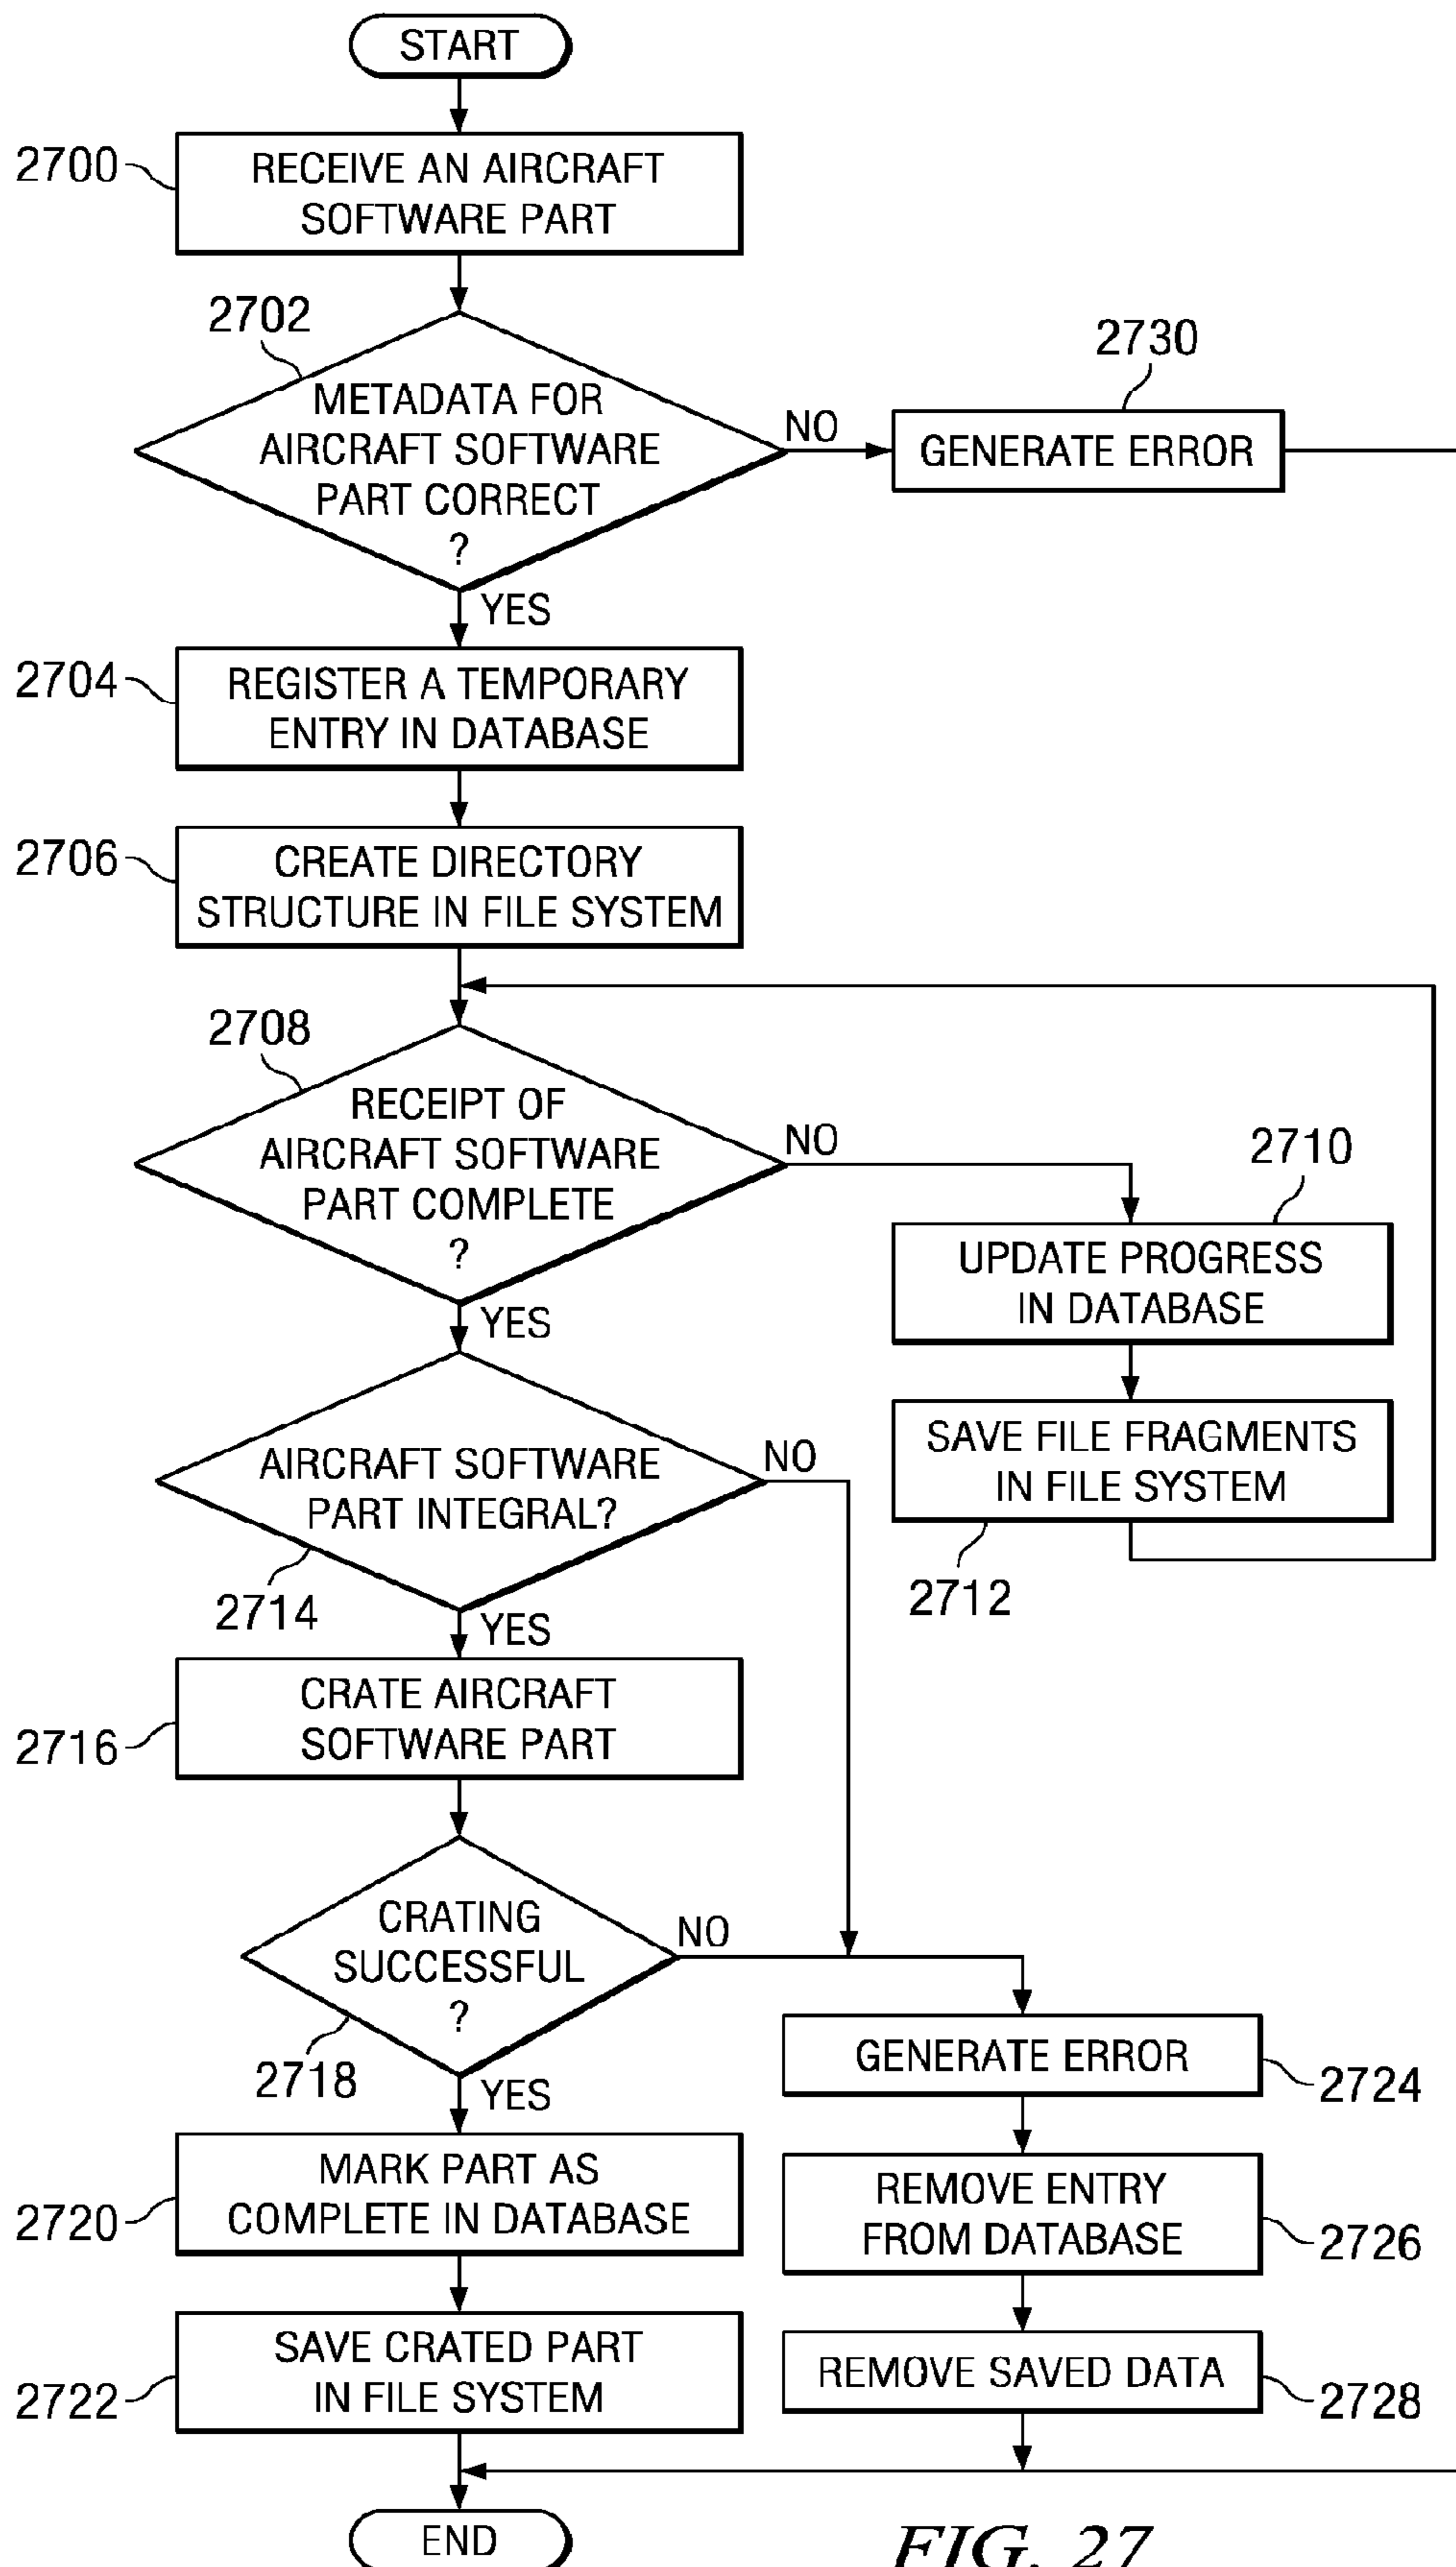 START
2700
RECEIVE AN AIRCRAFT
SOFTWARE PART
2702
METADATA FOR
AIRCRAFT SOFTWARE
PART CORRECT
?
NO
2730
GENERATE ERROR
YES
2704
REGISTER A TEMPORARY
ENTRY IN DATABASE
2706
CREATE DIRECTORY
STRUCTURE IN FILE SYSTEM
2708
RECEIPT OF
AIRCRAFT SOFTWARE
PART COMPLETE
?
NO
2710
UPDATE PROGRESS
IN DATABASE
SAVE FILE FRAGMENTS
IN FILE SYSTEM
2712
YES
AIRCRAFT SOFTWARE
PART INTEGRAL?
NO
2714
YES
2716
CRATE AIRCRAFT
SOFTWARE PART
CRATING
SUCCESSFUL
?
NO
2718
YES
GENERATE ERROR
2724
2720
MARK PART AS
COMPLETE IN DATABASE
REMOVE ENTRY
FROM DATABASE
2726
2722
SAVE CRATED PART
IN FILE SYSTEM
REMOVE SAVED DATA
2728
END
FIG. 27